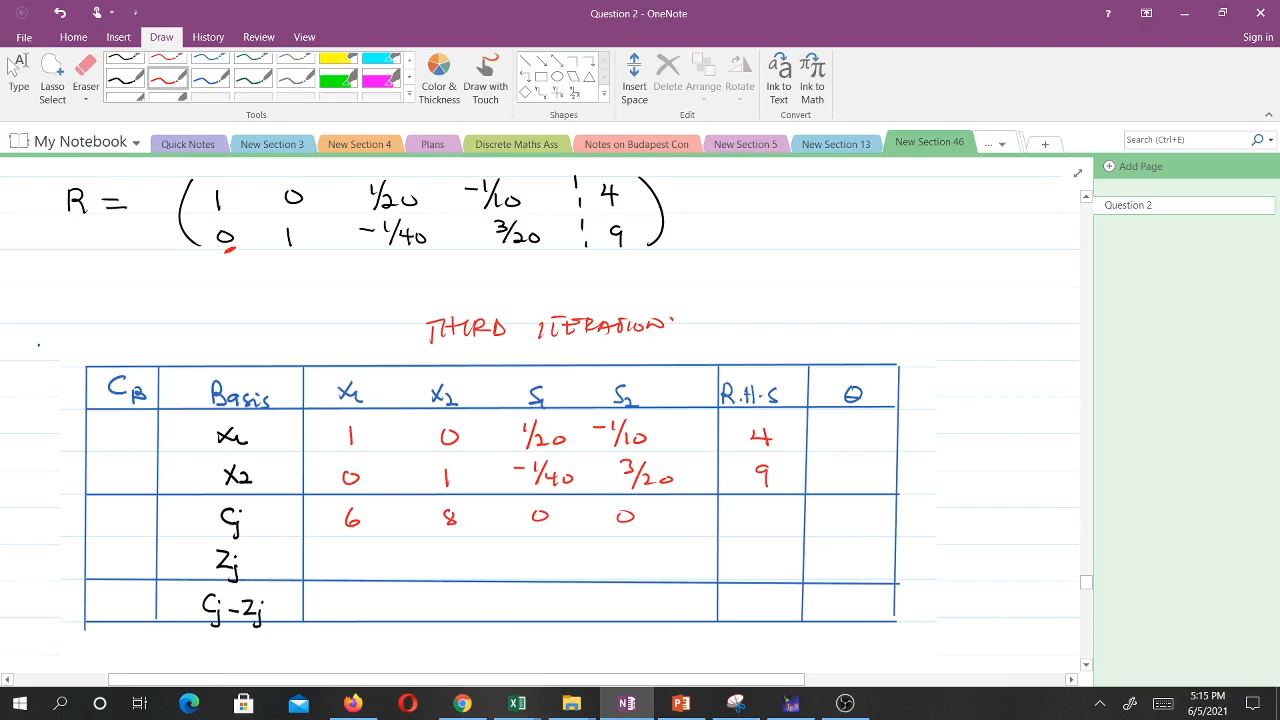 Question 2 - OneNote
Sign in
File Home Insert Draw History Review View
Type Lasso Select Eraser
Color & Thickness Draw with Touch
Insert Space Delete Arrange Rotate
Ink to Text Ink to Math
Tools Shapes Edit Convert
My Notebook Quick Notes New Section 3 New Section 4 Plans Discrete Maths Ass Notes on Budapest Con New Section 5 New Section 13 New Section 46 ...
Search (Ctrl+E)
Add Page
Question 2
R = ( 1 0 1/20 -1/10 ¦ 4
0 1 -1/40 3/20 ¦ 9 )
THIRD ITERATION:
CB Basis x1 x2 S1 S2 R.H.S θ
x1 1 0 1/20 -1/10 4
x2 0 1 -1/40 3/20 9
Cj 6 8 0 0
Zj
Cj - Zj
5:15 PM
6/5/2021